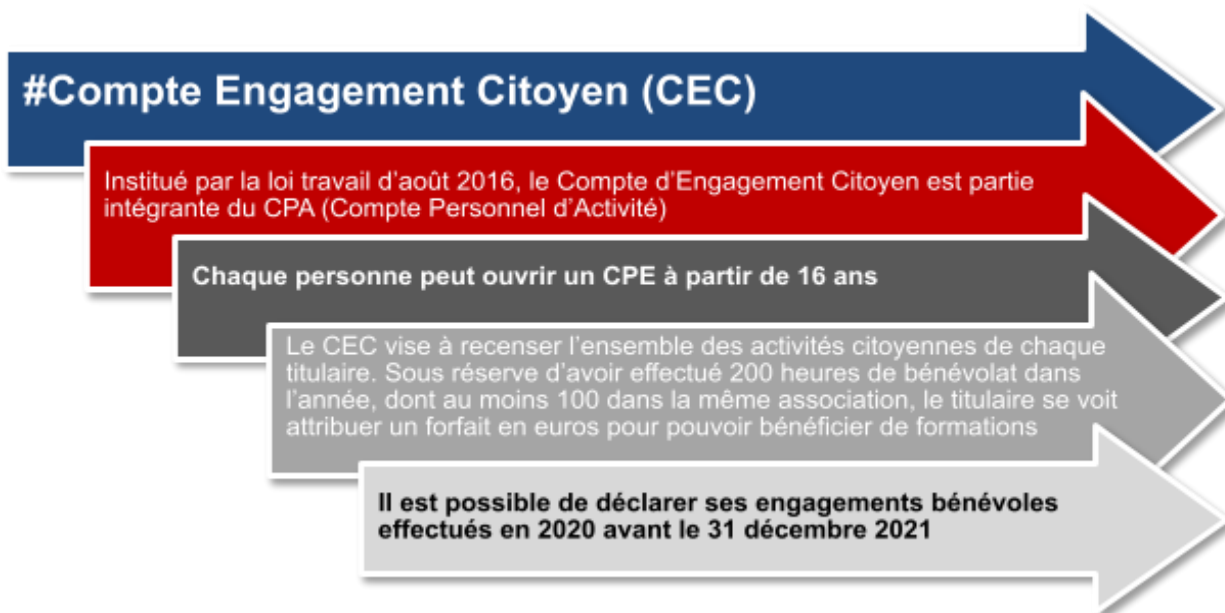 #Compte Engagement Citoyen (CEC)
Institué par la loi travail d'août 2016, le Compte d'Engagement Citoyen est partie
intégrante du CPA (Compte Personnel d'Activité)
Chaque personne peut ouvrir un CPE à partir de 16 ans
Le CEC vise à recenser l'ensemble des activités citoyennes de chaque
titulaire. Sous réserve d'avoir effectué 200 heures de bénévolat dans
l'année, dont au moins 100 dans la même association, le titulaire se voit
attribuer un forfait en euros pour pouvoir bénéficier de formations
Il est possible de déclarer ses engagements bénévoles
effectués en 2020 avant le 31 décembre 2021